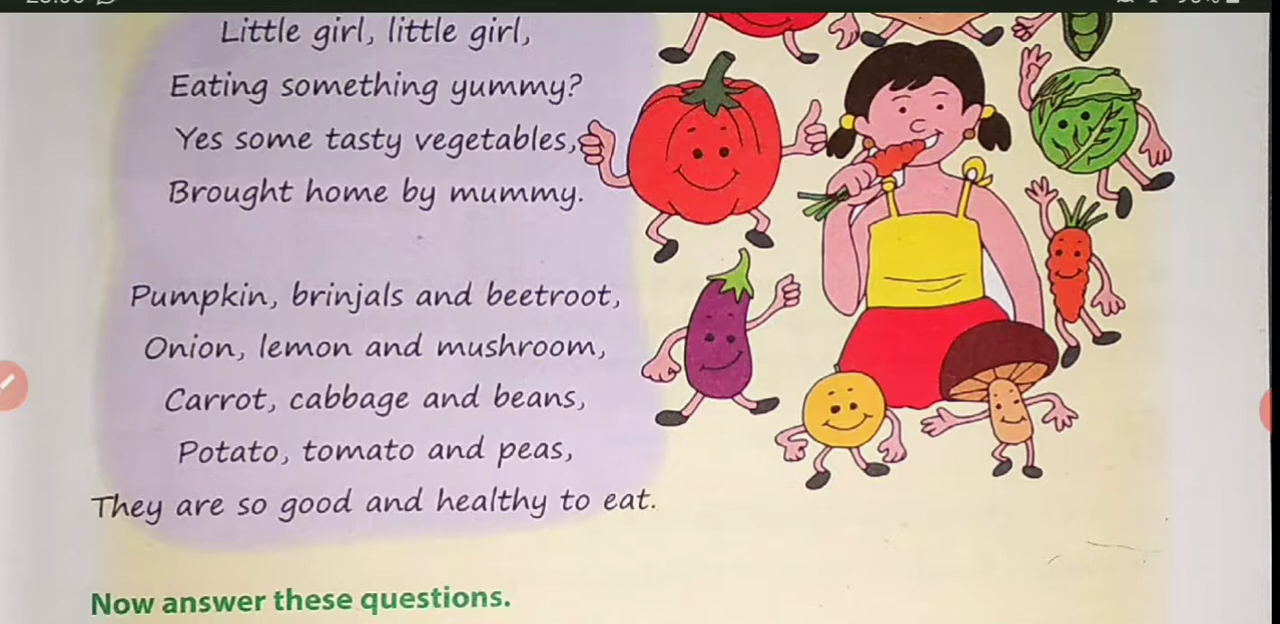 Little girl, little girl,
Eating something yummy?
Yes some tasty vegetables,
Brought home by mummy.
Pumpkin, brinjals and beetroot,
Onion, lemon and mushroom,
Carrot, cabbage and beans,
Potato, tomato and peas,
They are so good and healthy to eat.
Now answer these questions.